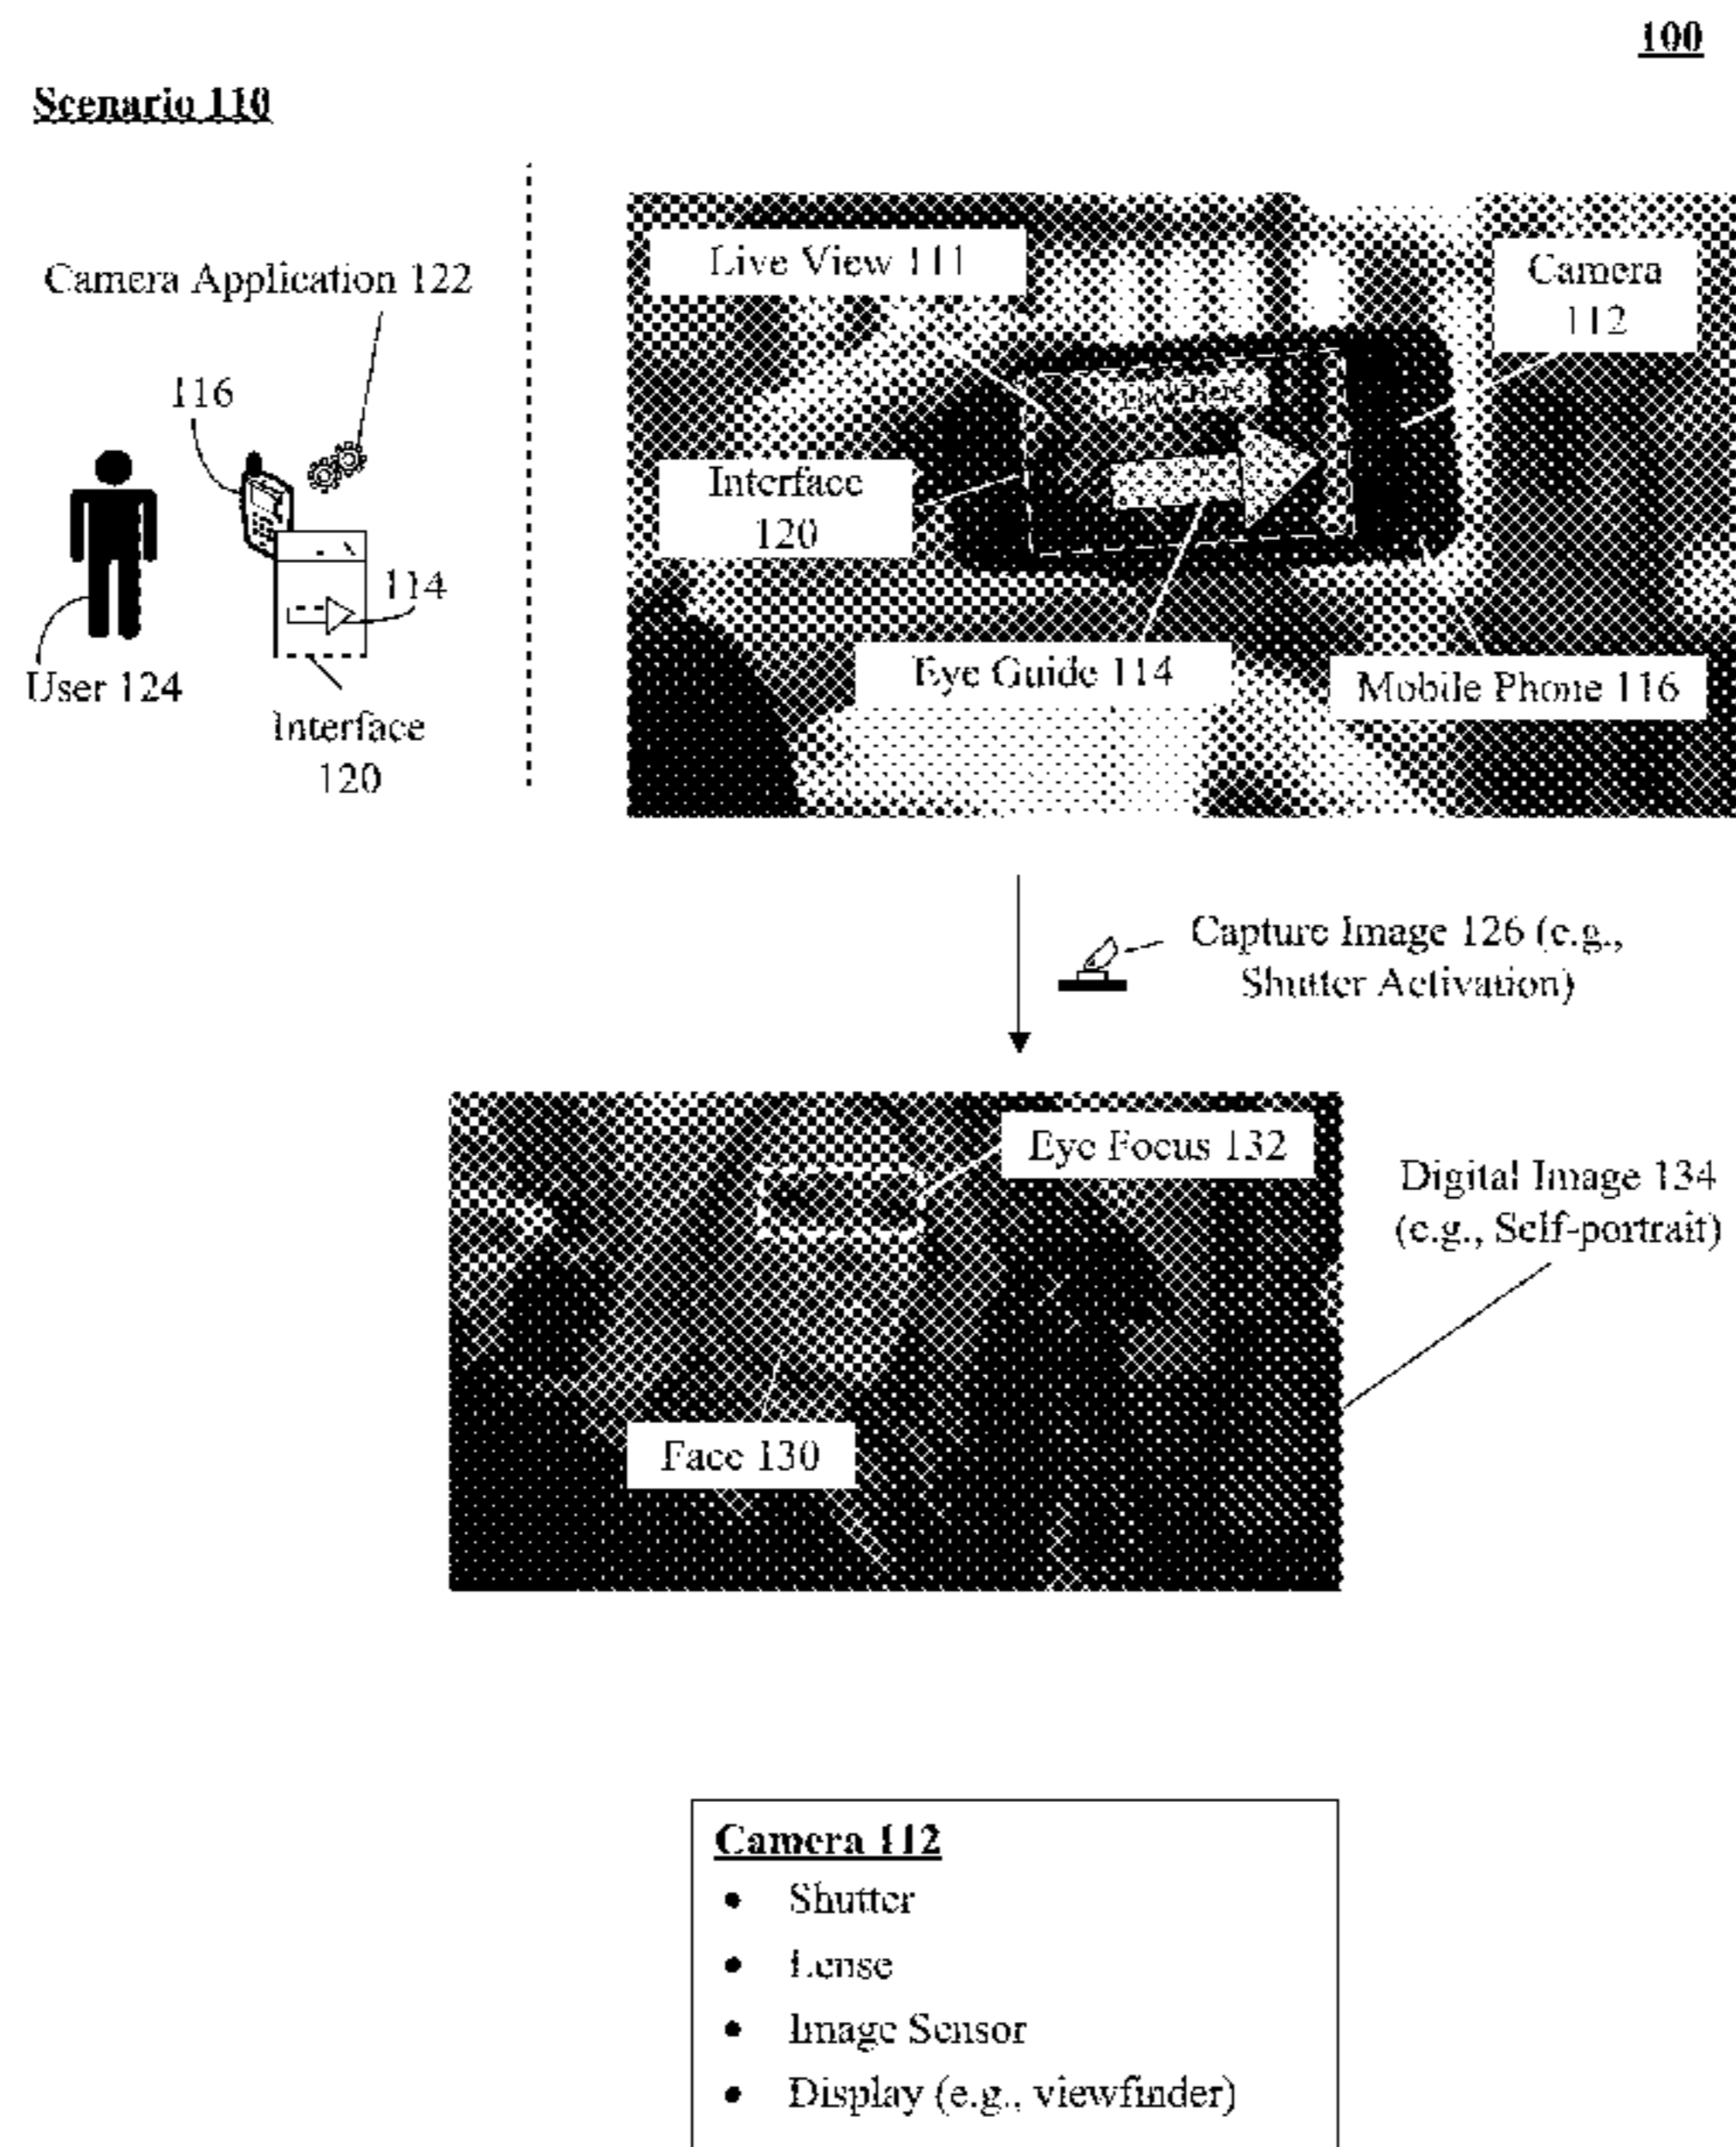 100
Scenario 110
Camera Application 122
116
114
User 124
Interface
120
Live View 111
Camera
112
Interface
120
Eye Guide 114
Mobile Phone 116
Capture Image 126 (e.g.,
Shutter Activation)
Eye Focus 132
Digital Image 134
(e.g., Self-portrait)
Face 130
Camera 112
• Shutter
• Lense
• Image Sensor
• Display (e.g., viewfinder)